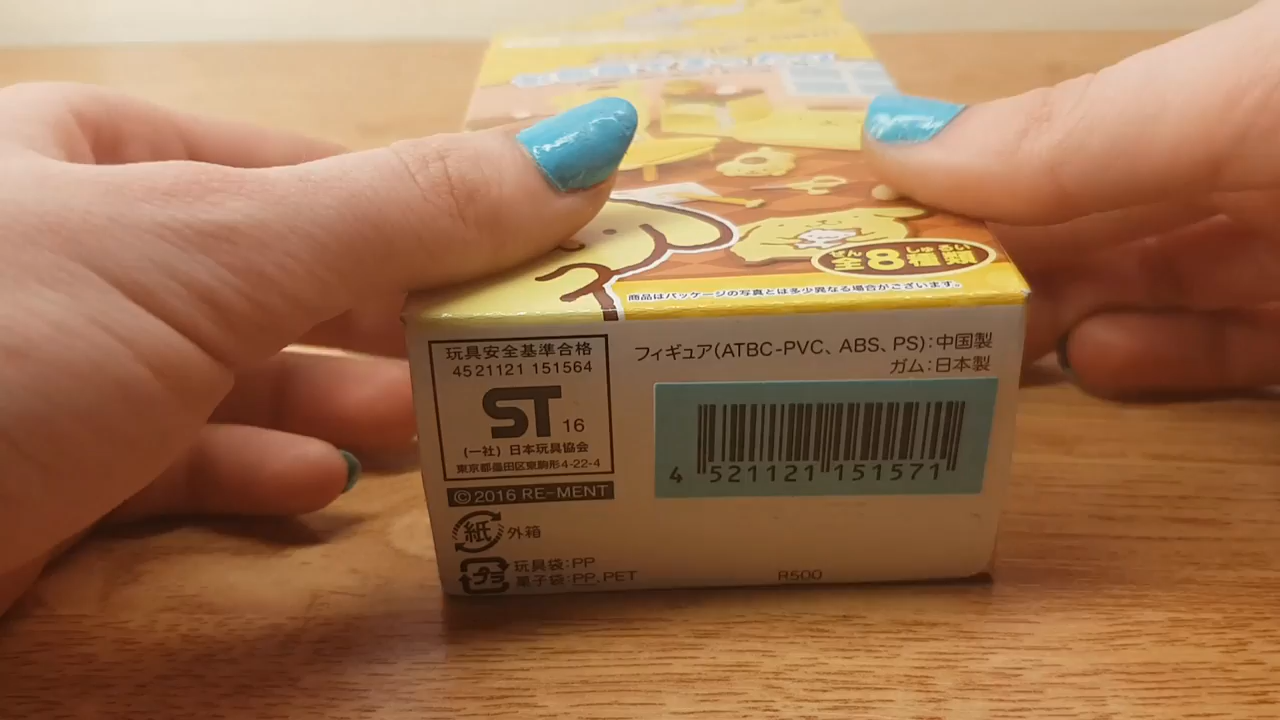 全8種類
ぜん しゅるい
商品はパッケージの写真とは多少異なる場合がございます。
玩具安全基準合格
4521121 151564
ST 16
(一社) 日本玩具協会
東京都墨田区東駒形4-22-4
©2016 RE-MENT
紙 外箱
プラ 玩具袋:PP
菓子袋:PP、PET
フィギュア(ATBC-PVC、ABS、PS):中国製
ガム:日本製
4 521121 151571
R500